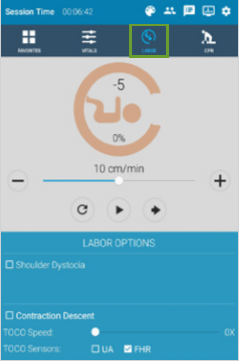 Session Time 00:06:42
FAVORITES VITALS LABOR CPR
-5
0%
10 cm/min
LABOR OPTIONS
Shoulder Dystocia
Contraction Descent
TOCO Speed: 0X
TOCO Sensors: UA FHR